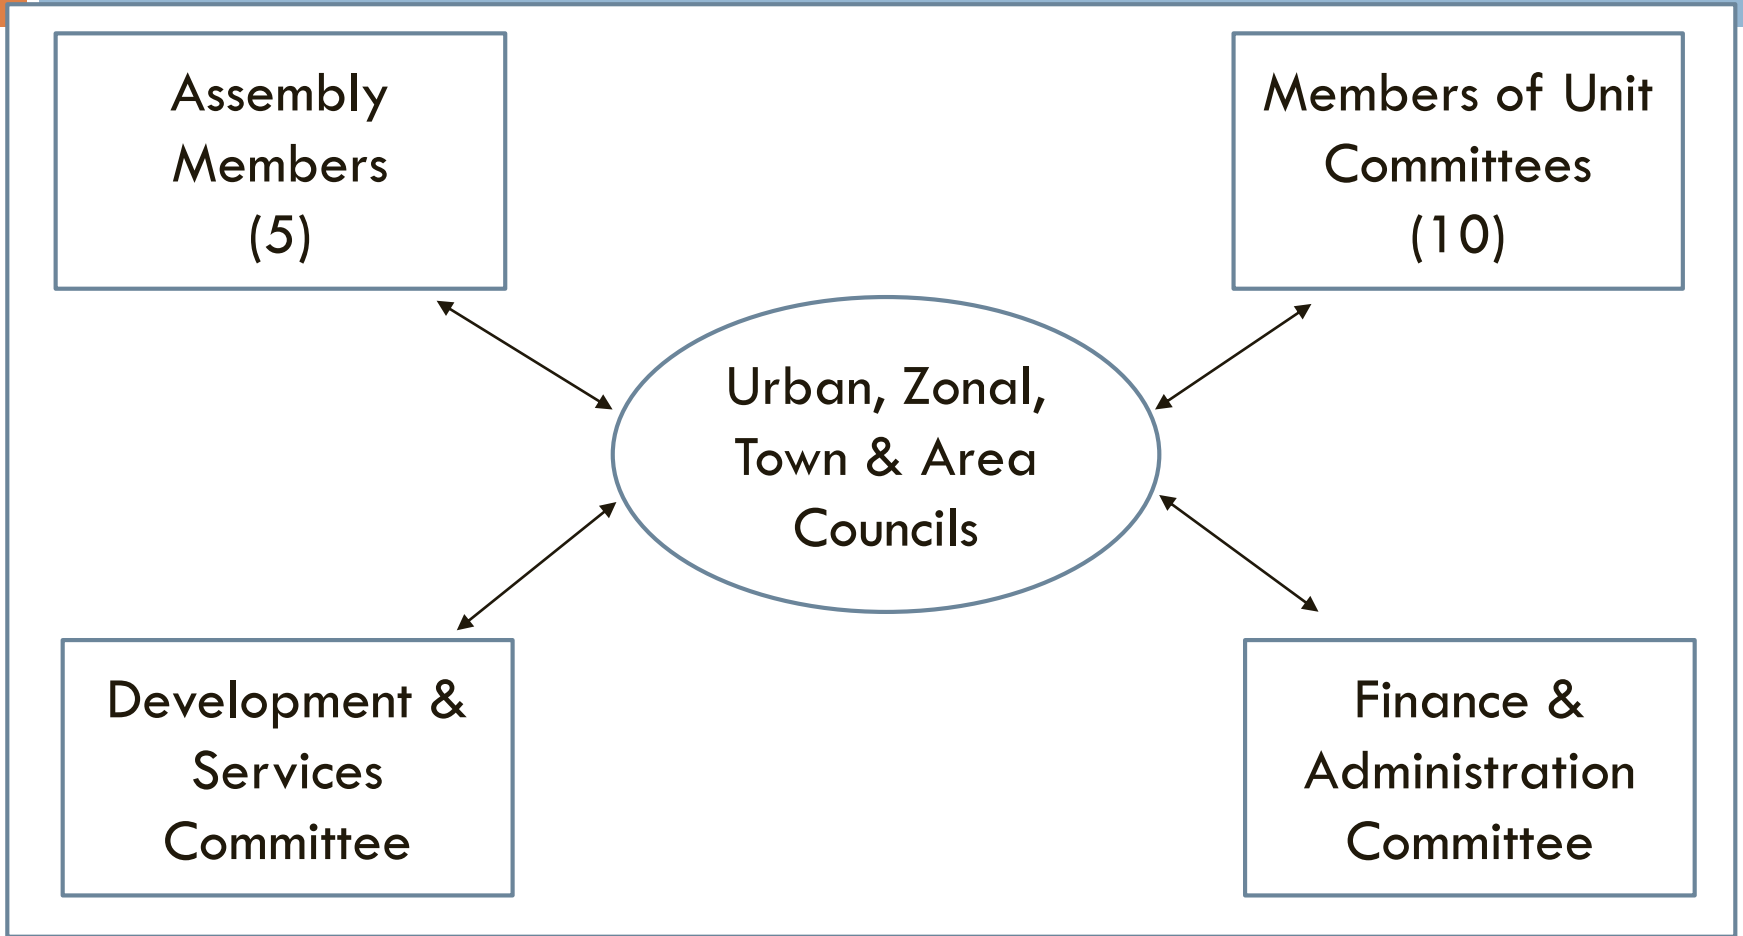 Assembly
Members
(5)
Members of Unit
Committees
(10)
Urban, Zonal,
Town & Area
Councils
Development &
Services
Committee
Finance &
Administration
Committee